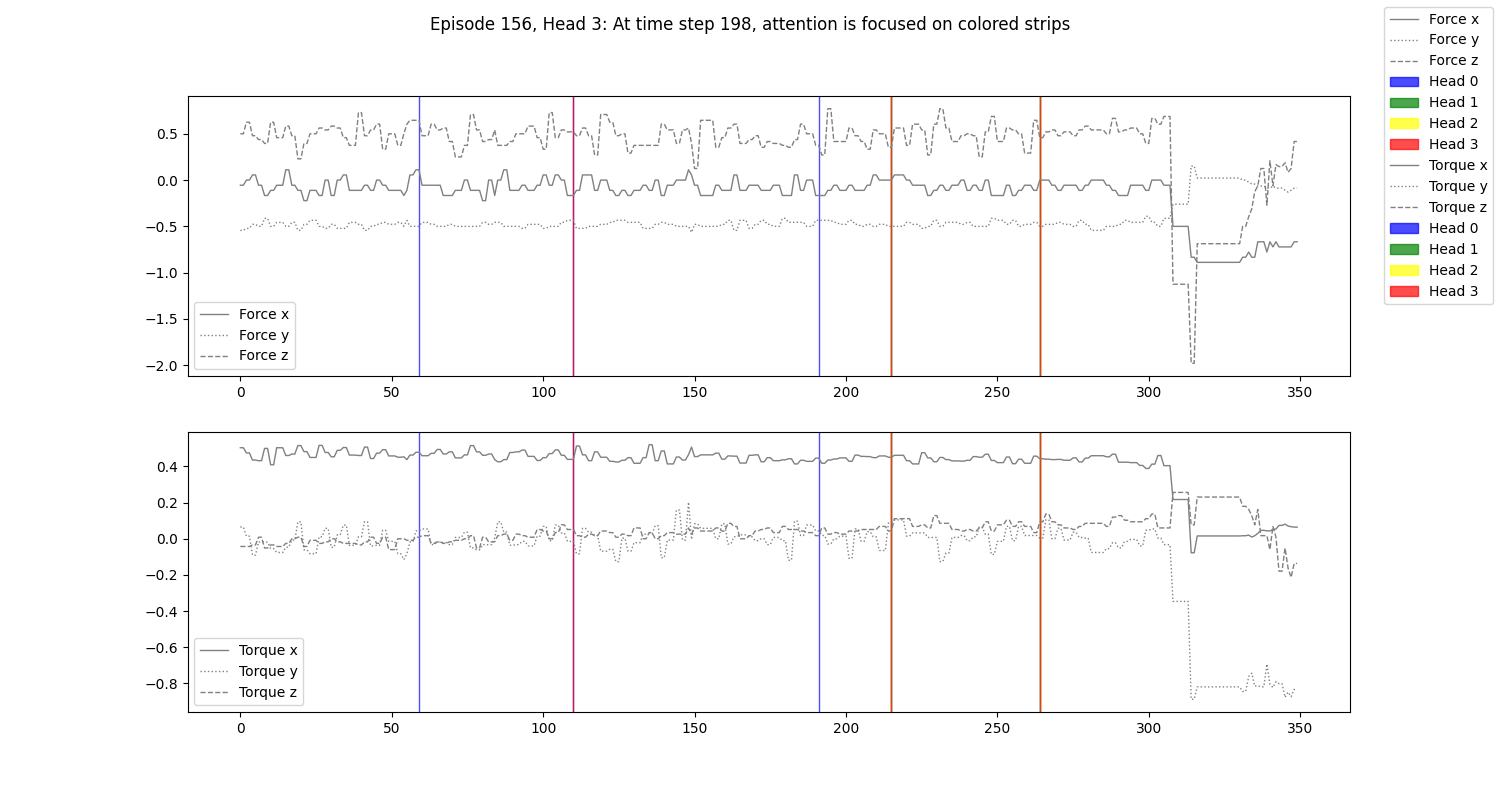 Episode 156, Head 3: At time step 198, attention is focused on colored strips
Force x
Force y
Force z
Head 0
Head 1
Head 2
Head 3
Torque x
Torque y
Torque z
Head 0
Head 1
Head 2
Head 3
0.5
0.0
−0.5
−1.0
−1.5
−2.0
Force x
Force y
Force z
0 50 100 150 200 250 300 350
0.4
0.2
0.0
−0.2
−0.4
−0.6
−0.8
Torque x
Torque y
Torque z
0 50 100 150 200 250 300 350